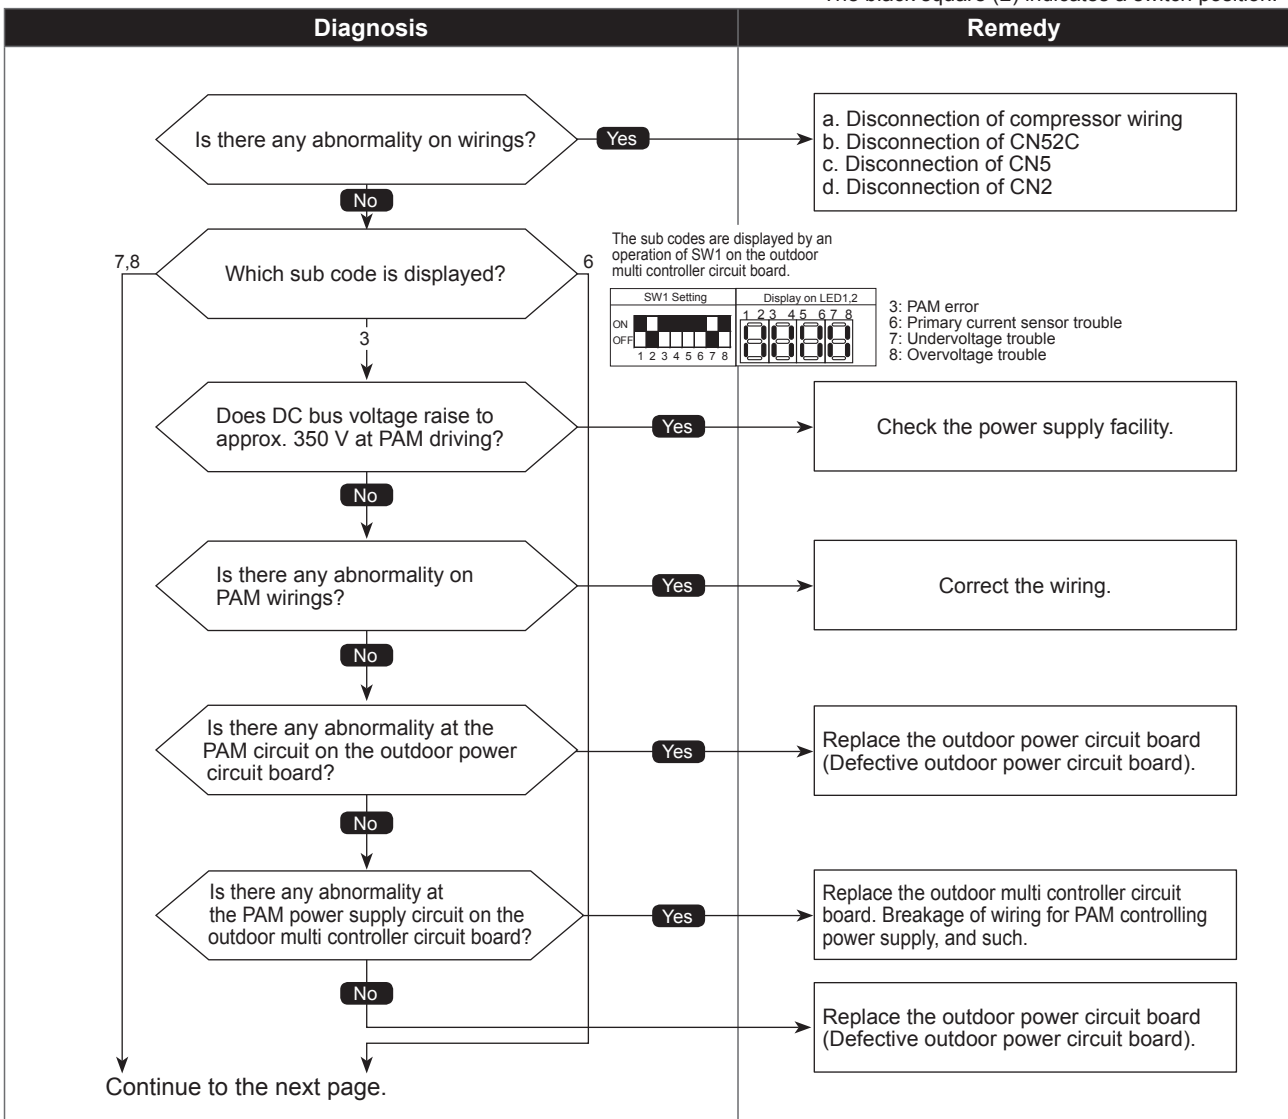 Diagnosis
Remedy
Is there any abnormality on wirings?
Yes
a. Disconnection of compressor wiring
b. Disconnection of CN52C
c. Disconnection of CN5
d. Disconnection of CN2
No
7,8
Which sub code is displayed?
6
The sub codes are displayed by an
operation of SW1 on the outdoor
multi controller circuit board.
SW1 Setting
Display on LED1,2
ON
OFF
1 2 3 4 5 6 7 8
1 2 3 4 5 6 7 8
3: PAM error
6: Primary current sensor trouble
7: Undervoltage trouble
8: Overvoltage trouble
3
Does DC bus voltage raise to
approx. 350 V at PAM driving?
Yes
Check the power supply facility.
No
Is there any abnormality on
PAM wirings?
Yes
Correct the wiring.
No
Is there any abnormality at the
PAM circuit on the outdoor power
circuit board?
Yes
Replace the outdoor power circuit board
(Defective outdoor power circuit board).
No
Is there any abnormality at
the PAM power supply circuit on the
outdoor multi controller circuit board?
Yes
Replace the outdoor multi controller circuit
board. Breakage of wiring for PAM controlling
power supply, and such.
No
Replace the outdoor power circuit board
(Defective outdoor power circuit board).
Continue to the next page.